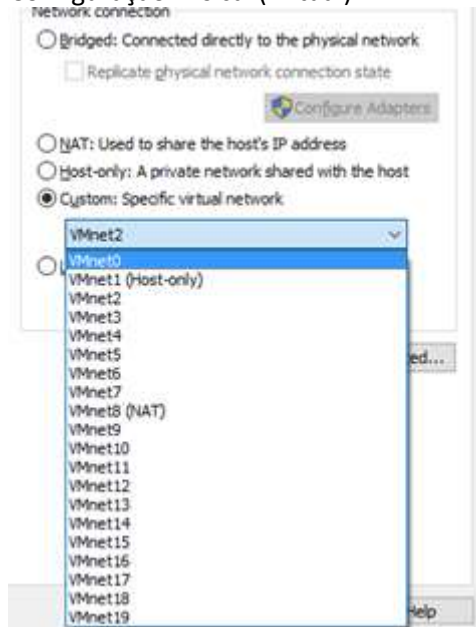 Network connection
Bridged: Connected directly to the physical network
Replicate physical network connection state
Configure Adapters
NAT: Used to share the host's IP address
Host-only: A private network shared with the host
Custom: Specific virtual network
VMnet2
VMnet0
VMnet1 (Host-only)
VMnet2
VMnet3
VMnet4
VMnet5
VMnet6
VMnet7
VMnet8 (NAT)
VMnet9
VMnet10
VMnet11
VMnet12
VMnet13
VMnet14
VMnet15
VMnet16
VMnet17
VMnet18
VMnet19
ed...
Help